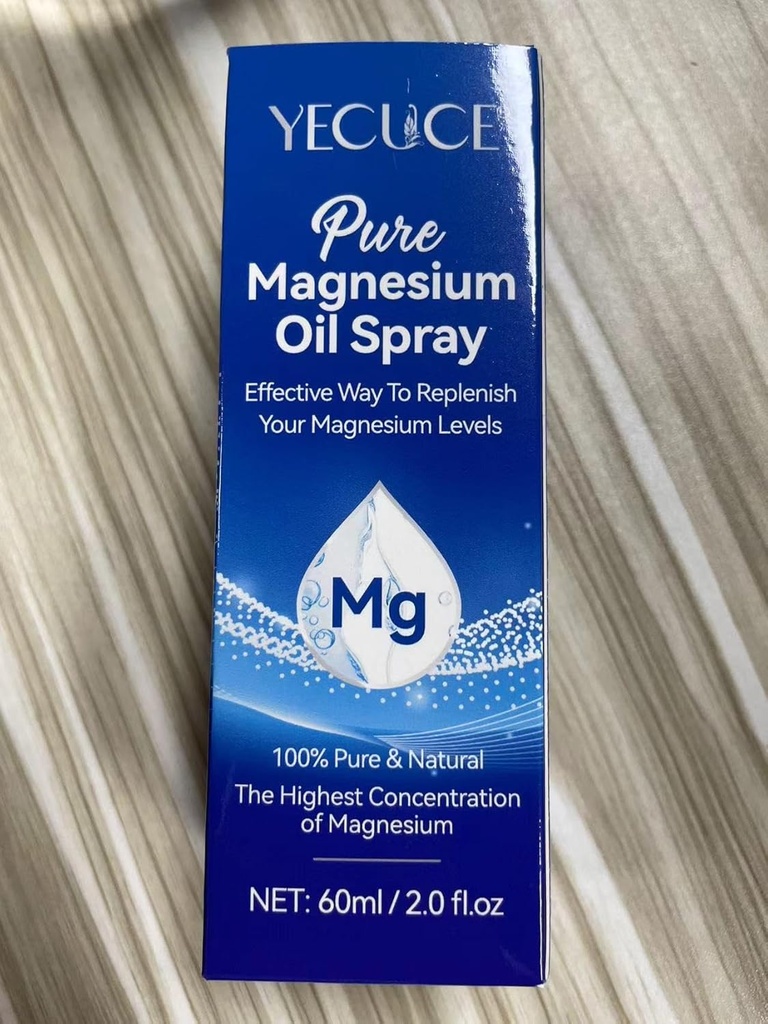 YECUCE
Pure
Magnesium
Oil Spray
Effective Way To Replenish
Your Magnesium Levels
Mg
100% Pure & Natural
The Highest Concentration
of Magnesium
NET: 60ml / 2.0 fl.oz